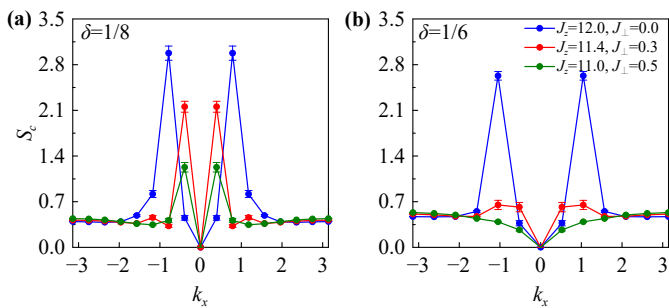 (a)
δ=1/8
3.5
2.8
2.1
1.4
0.7
0.0
S_c
−3 −2 −1 0 1 2 3
k_x
(b)
δ=1/6
J_z=12.0, J_⊥=0.0
J_z=11.4, J_⊥=0.3
J_z=11.0, J_⊥=0.5
3.5
2.8
2.1
1.4
0.7
0.0
−3 −2 −1 0 1 2 3
k_x